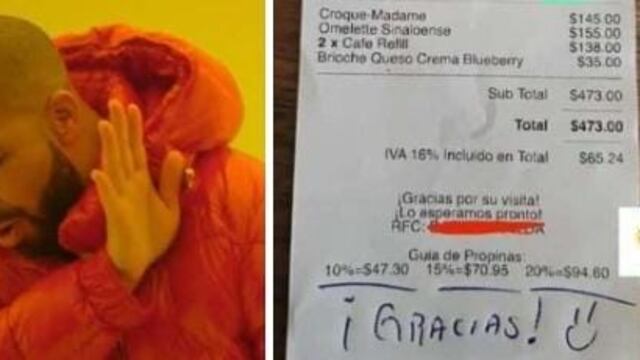 Croque-Madame $145.00
Omelette Sinaloense $155.00
2 x Cafe Refill $138.00
Brioche Queso Crema Blueberry $35.00
Sub Total $473.00
Total $473.00
IVA 16% Incluido en Total $65.24
¡Gracias por su visita!
¡Lo esperamos pronto!
RFC:
Guia de Propinas:
10%=$47.30 15%=$70.95 20%=$94.60
¡GRACIAS!